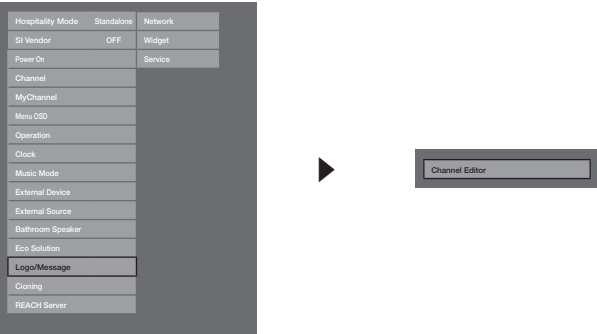 Hospitality Mode Standalone Network
SI Vendor OFF Widget
Power On Service
Channel
MyChannel
Menu OSD
Operation
Clock
Music Mode
External Device
External Source
Bathroom Speaker
Eco Solution
Logo/Message
Cloning
REACH Server
Channel Editor